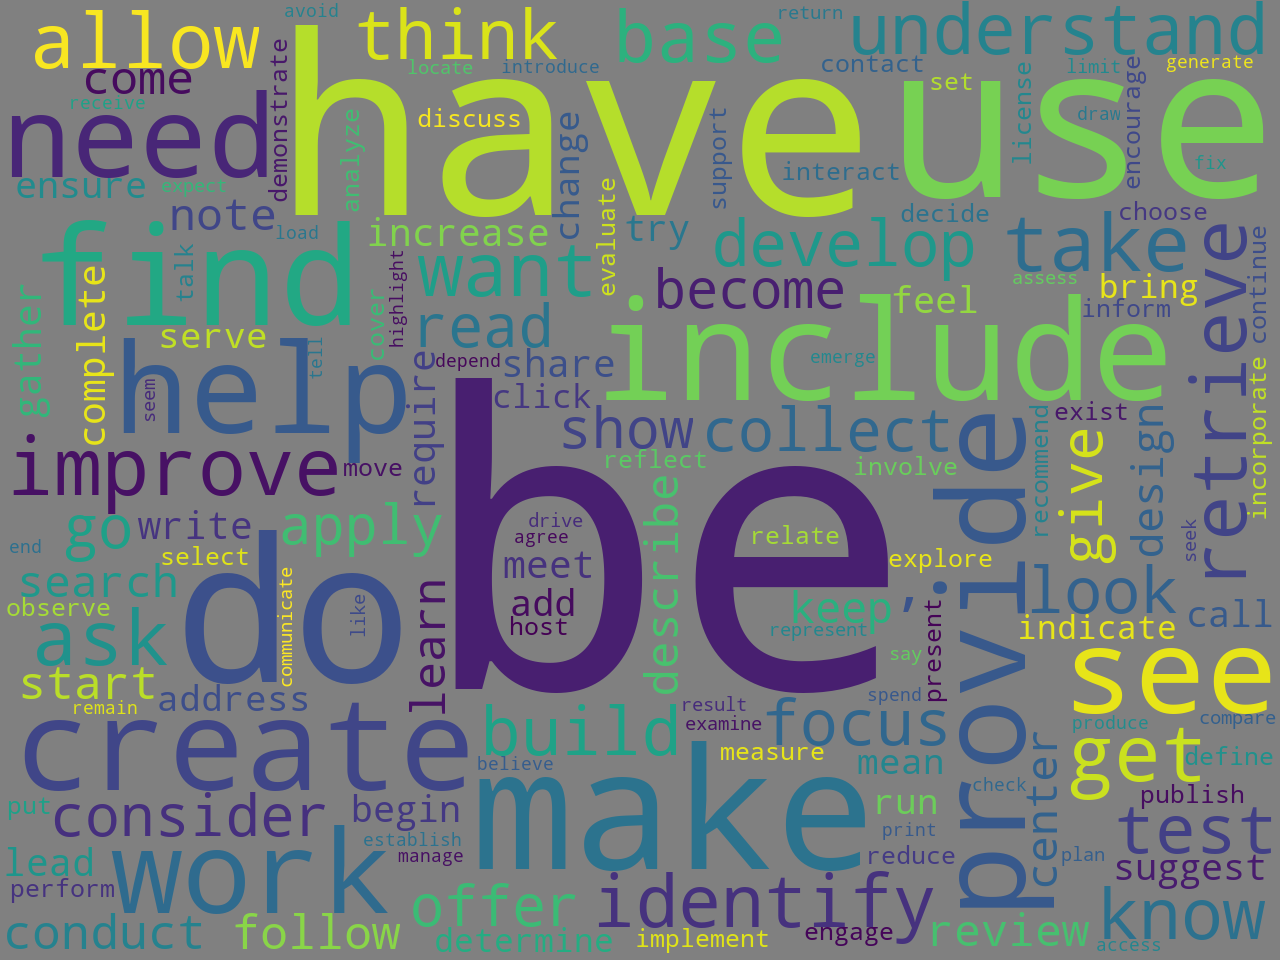 avoid
return
allow
think
base
understand
come
locate
introduce
contact
set
license
limit
generate
receive
demonstrate
have
use
need
analyze
discuss
change
support
interact
draw
encourage
fix
ensure
expect
note
load
increase
evaluate
try
develop
decide
take
choose
retrieve
continue
find
talk
want
become
feel
assess
bring
inform
gather
complete
serve
tell
cover
highlight
read
include
emerge
help
seem
require
depend
share
click
show
collect
provide
recommend
exist
give
design
incorporate
improve
move
be
reflect
involve
seek
go
write
apply
drive
agree
describe
relate
explore
look
end
search
select
do
communicate
like
learn
meet
add
host
keep
,
represent
say
present
indicate
call
observe
ask
see
start
remain
address
create
build
result
examine
focus
spend
measure
mean
center
get
produce
compare
define
believe
make
check
put
consider
begin
run
publish
test
lead
work
establish
manage
print
reduce
plan
suggest
perform
offer
identify
conduct
follow
determine
implement
engage
review
know
access